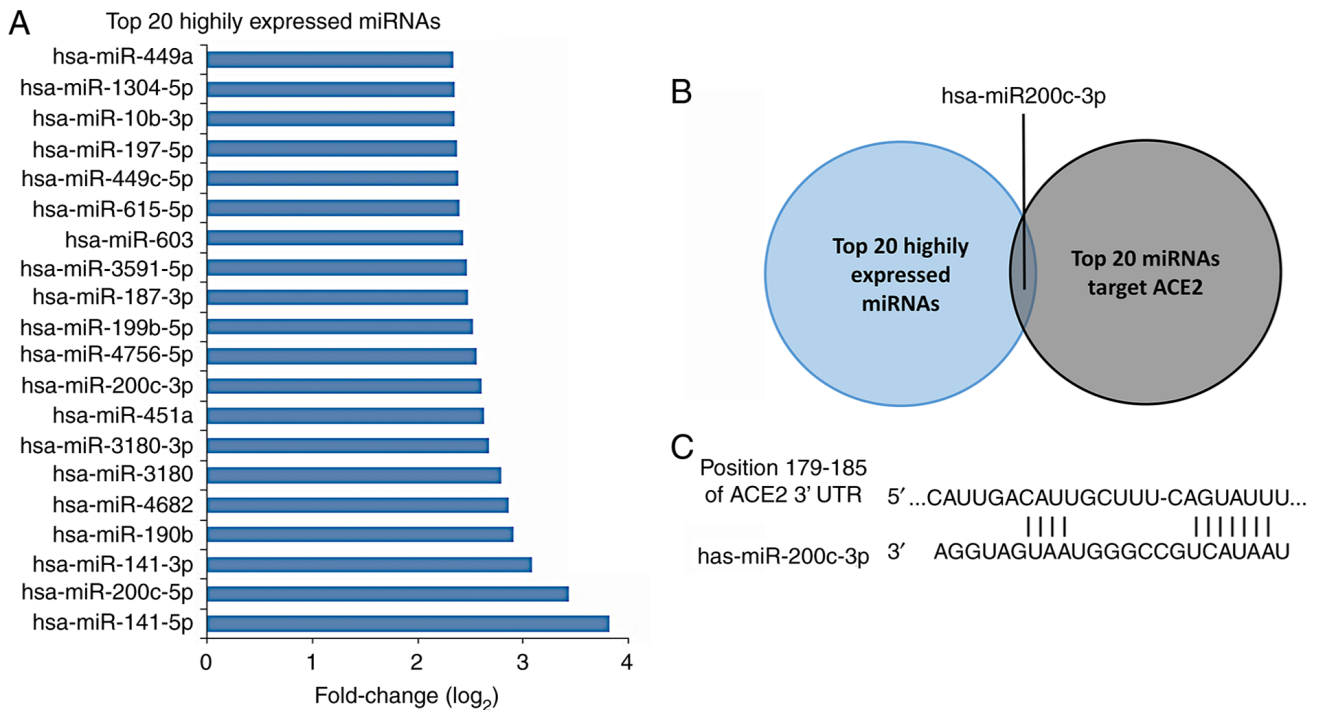 A
Top 20 highly expressed miRNAs
hsa-miR-449a
hsa-miR-1304-5p
hsa-miR-10b-3p
hsa-miR-197-5p
hsa-miR-449c-5p
hsa-miR-615-5p
hsa-miR-603
hsa-miR-3591-5p
hsa-miR-187-3p
hsa-miR-199b-5p
hsa-miR-4756-5p
hsa-miR-200c-3p
hsa-miR-451a
hsa-miR-3180-3p
hsa-miR-3180
hsa-miR-4682
hsa-miR-190b
hsa-miR-141-3p
hsa-miR-200c-5p
hsa-miR-141-5p
0 1 2 3 4
Fold-change (log2)
B
hsa-miR200c-3p
Top 20 highily
expressed
miRNAs
Top 20 miRNAs
target ACE2
C
Position 179-185
of ACE2 3' UTR
5' ...CAUUGACAUUGCUUU-CAGUAUUU...
has-miR-200c-3p 3' AGGUAGUAAUGGGCCGUCAUAAU